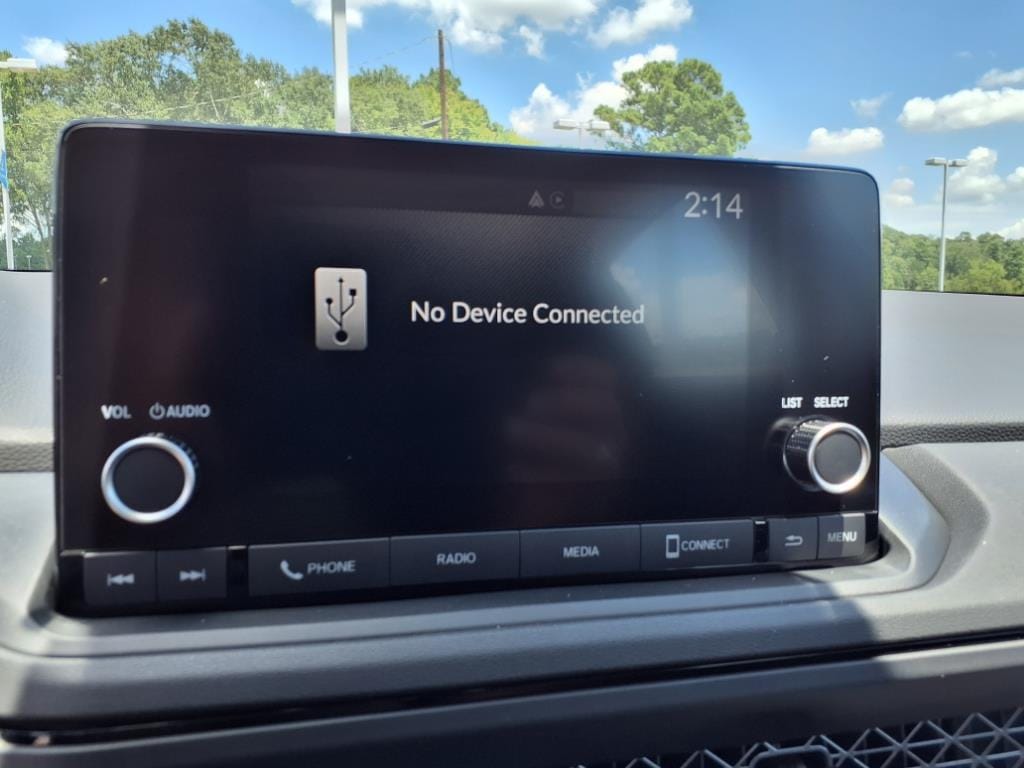 2:14
No Device Connected
VOL AUDIO
LIST SELECT
PHONE RADIO MEDIA CONNECT MENU